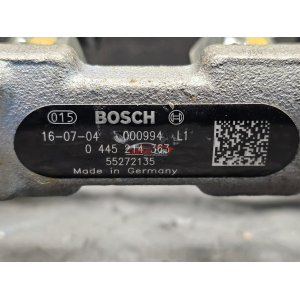 015 BOSCH
16-07-04 000994 L1
0 445 214 363
55272135
Made in Germany